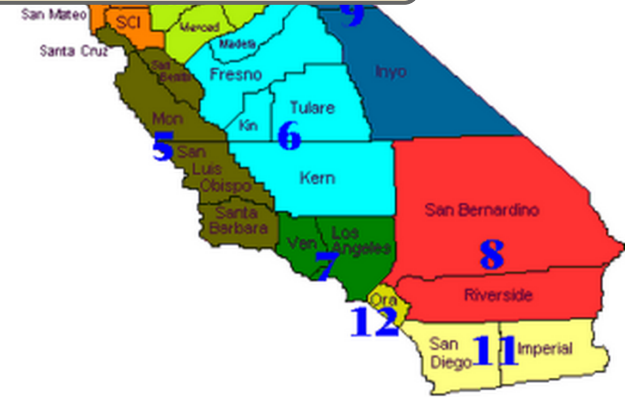 San Mateo
SCI
Merced
9
Santa Cruz
Madera
San
Benito
Fresno
Inyo
Mon
Kin
Tulare
5
6
San
Luis
Obispo
Kern
Santa
Barbara
San Bernardino
Ven
Los
Angeles
7
8
Ora
Riverside
12
San
Diego
11
Imperial